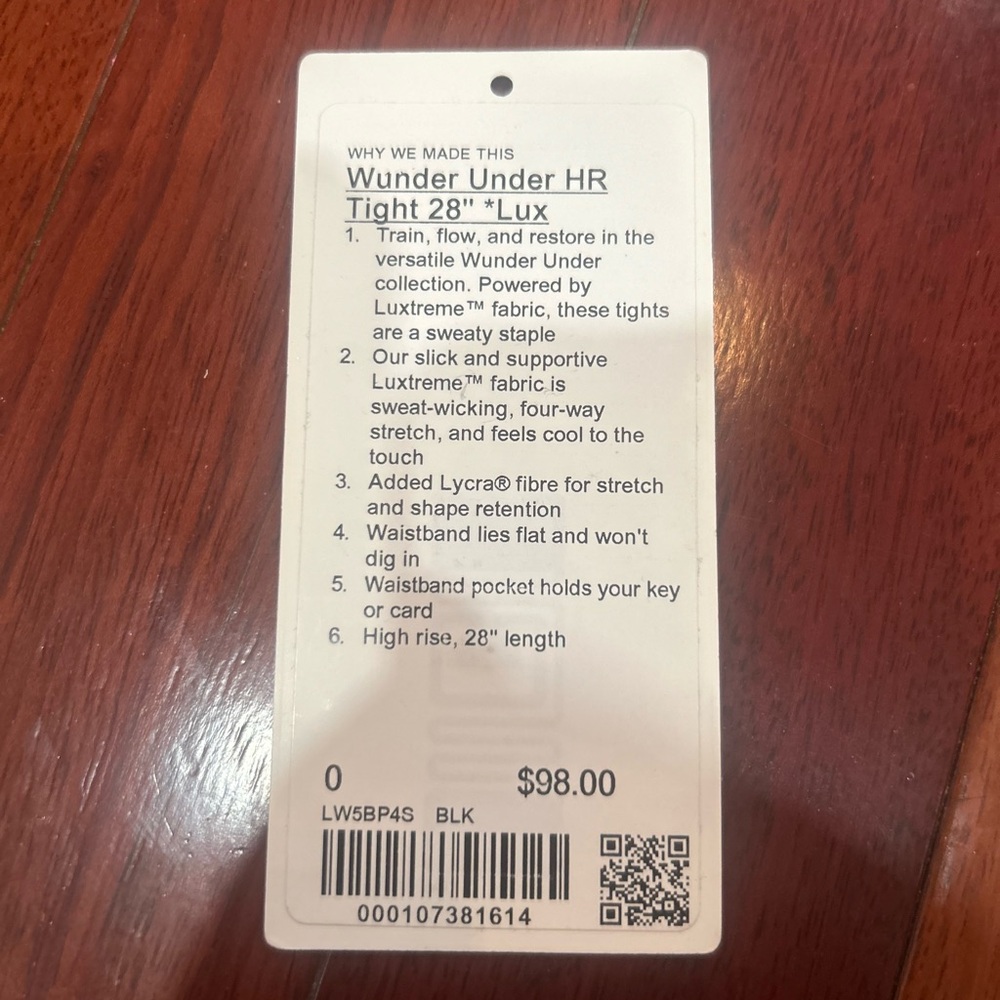 WHY WE MADE THIS
Wunder Under HR
Tight 28" *Lux
1. Train, flow, and restore in the
versatile Wunder Under
collection. Powered by
Luxtreme™ fabric, these tights
are a sweaty staple
2. Our slick and supportive
Luxtreme™ fabric is
sweat-wicking, four-way
stretch, and feels cool to the
touch
3. Added Lycra® fibre for stretch
and shape retention
4. Waistband lies flat and won't
dig in
5. Waistband pocket holds your key
or card
6. High rise, 28" length
0 $98.00
LW5BP4S BLK
000107381614